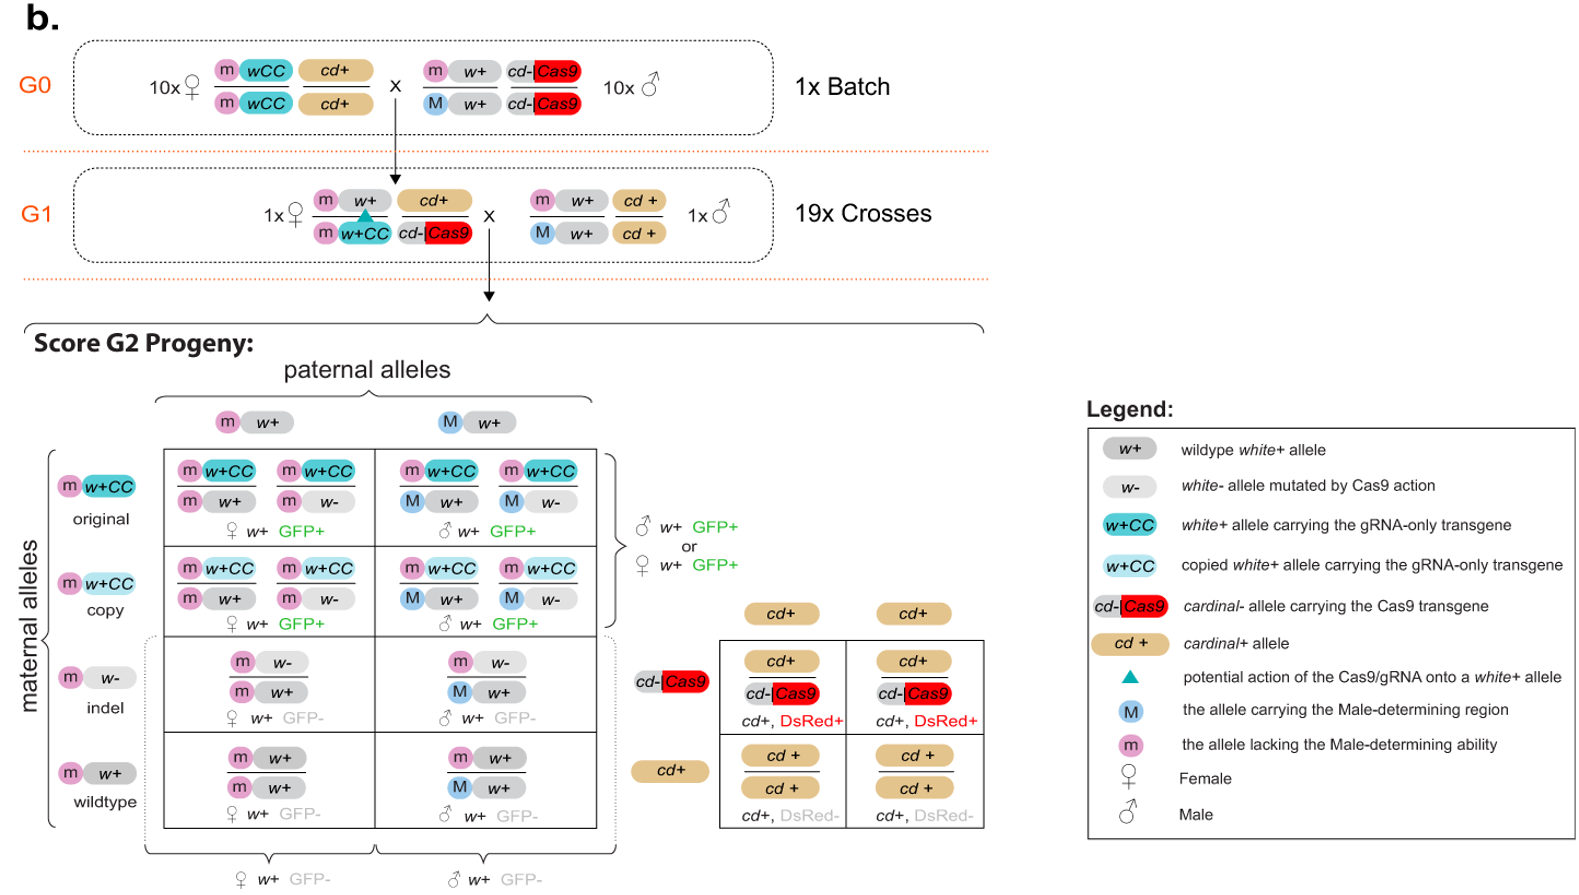 b.
G0
10x♀ m wCC cd+ x m w+ cd-|Cas9 10x ♂ 1x Batch
m wCC cd+ M w+ cd-|Cas9
G1
1x♀ m w+ cd+ x m w+ cd + 1x♂ 19x Crosses
m w+CC cd-|Cas9 M w+ cd +
Score G2 Progeny:
paternal alleles
m w+ M w+
maternal alleles
m w+CC
original
m w+CC m w+CC m w+CC m w+CC
m w+ m w- M w+ M w-
♀ w+ GFP+ ♂ w+ GFP+
m w+CC
copy
m w+CC m w+CC m w+CC m w+CC
m w+ m w- M w+ M w-
♀ w+ GFP+ ♂ w+ GFP+
♂ w+ GFP+
or
♀ w+ GFP+
m w-
indel
m w- m w-
m w+ M w+
♀ w+ GFP- ♂ w+ GFP-
m w+
wildtype
m w+ m w+
m w+ M w+
♀ w+ GFP- ♂ w+ GFP-
♀ w+ GFP- ♂ w+ GFP-
cd+ cd+
cd-|Cas9
cd+ cd+
cd-|Cas9 cd-|Cas9
cd+, DsRed+ cd+, DsRed+
cd+
cd + cd +
cd + cd +
cd+, DsRed- cd+, DsRed-
Legend:
w+ wildtype white+ allele
w- white- allele mutated by Cas9 action
w+CC white+ allele carrying the gRNA-only transgene
w+CC copied white+ allele carrying the gRNA-only transgene
cd-|Cas9 cardinal- allele carrying the Cas9 transgene
cd + cardinal+ allele
potential action of the Cas9/gRNA onto a white+ allele
M the allele carrying the Male-determining region
m the allele lacking the Male-determining ability
♀ Female
♂ Male